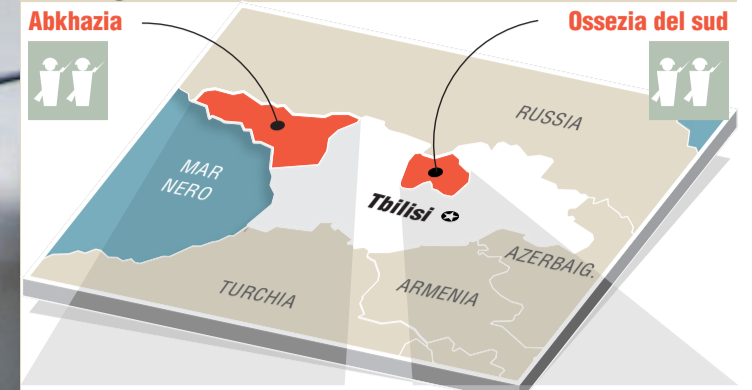 Abkhazia
Ossezia del sud
RUSSIA
MAR
NERO
Tbilisi
AZERBAIG.
TURCHIA
ARMENIA